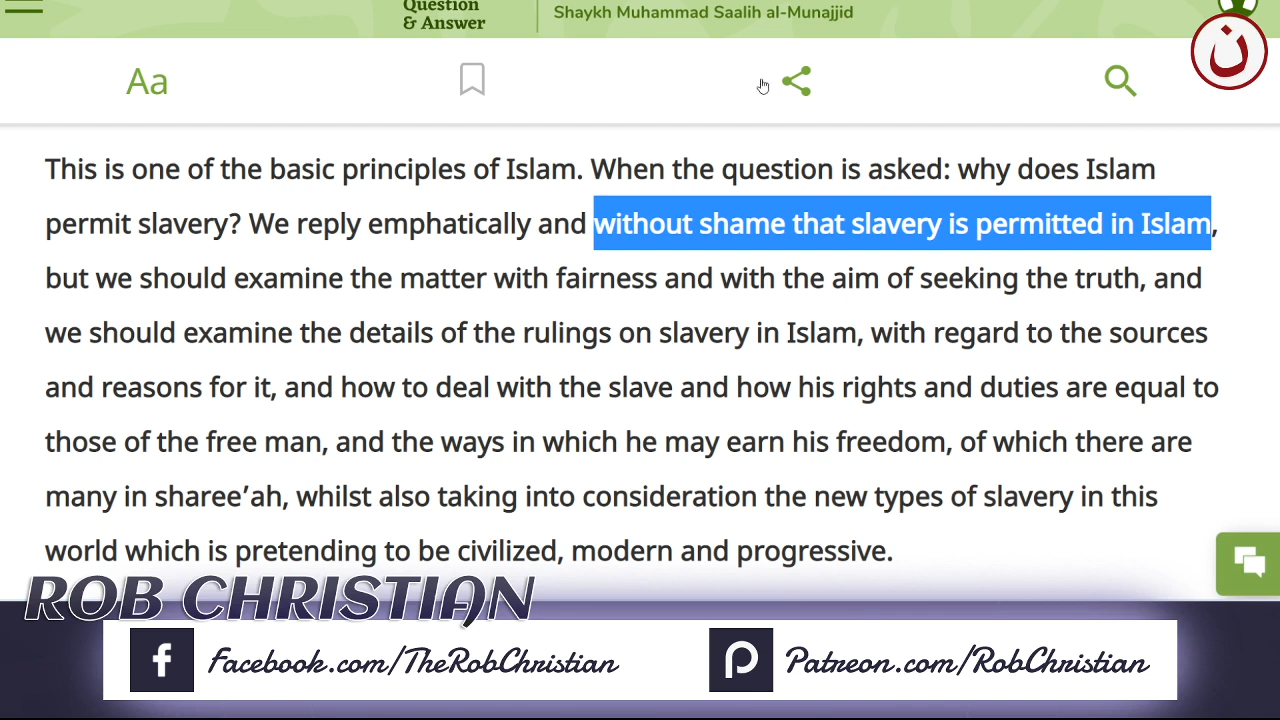 Question
& Answer
Shaykh Muhammad Saalih al-Munajjid
ن
Aa
This is one of the basic principles of Islam. When the question is asked: why does Islam
permit slavery? We reply emphatically and without shame that slavery is permitted in Islam,
but we should examine the matter with fairness and with the aim of seeking the truth, and
we should examine the details of the rulings on slavery in Islam, with regard to the sources
and reasons for it, and how to deal with the slave and how his rights and duties are equal to
those of the free man, and the ways in which he may earn his freedom, of which there are
many in sharee’ah, whilst also taking into consideration the new types of slavery in this
world which is pretending to be civilized, modern and progressive.
ROB CHRISTIAN
Facebook.com/TheRobChristian
Patreon.com/RobChristian